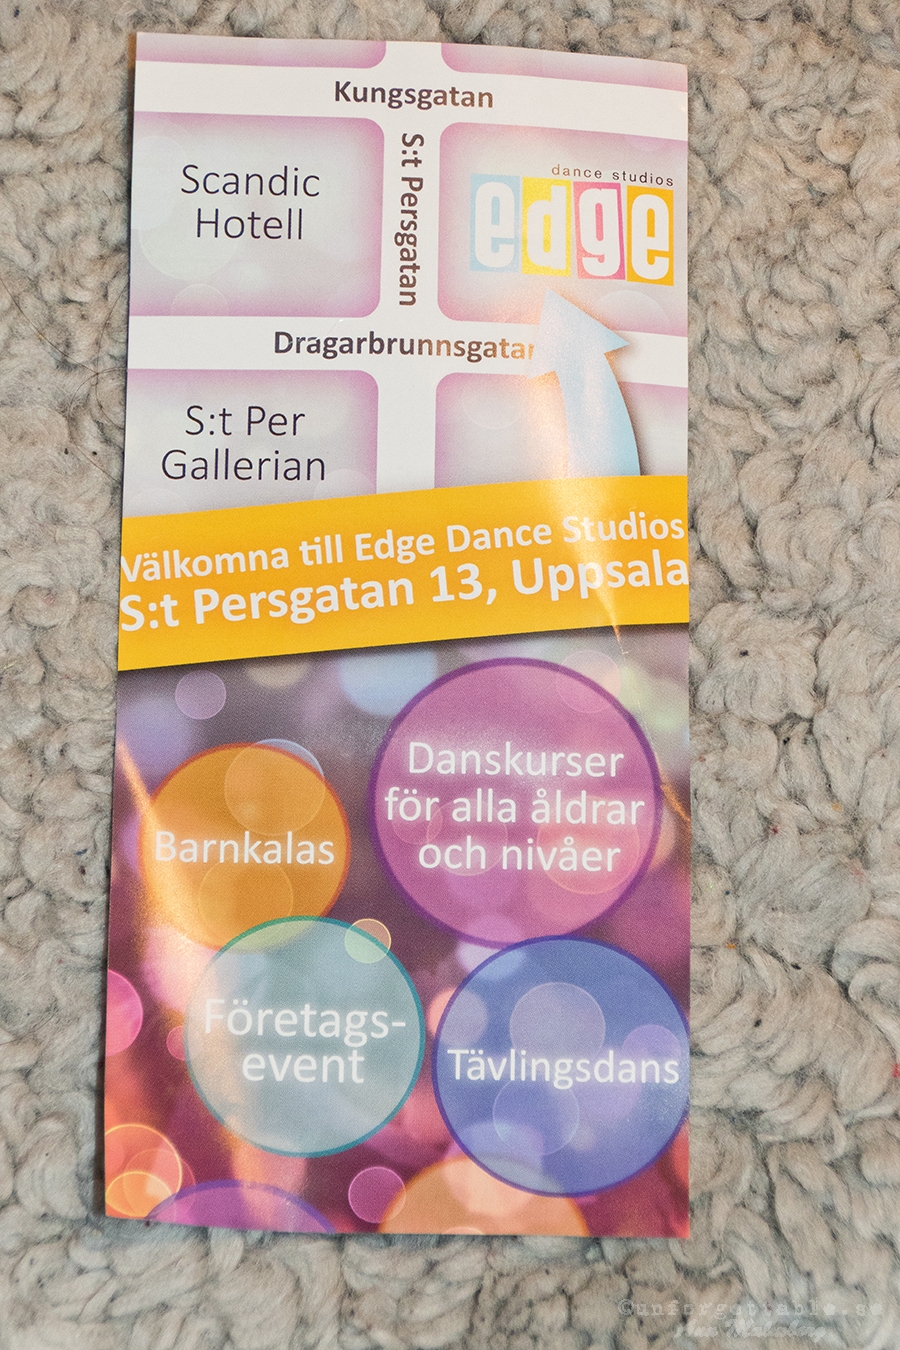 Kungsgatan
S:t Persgatan
Scandic
Hotell
dance studios
edge
Dragarbrunnsgatan
S:t Per
Gallerian
Välkomna till Edge Dance Studios
S:t Persgatan 13, Uppsala
Danskurser
för alla åldrar
och nivåer
Barnkalas
Företags-
event
Tävlingsdans
©unforgettable.se